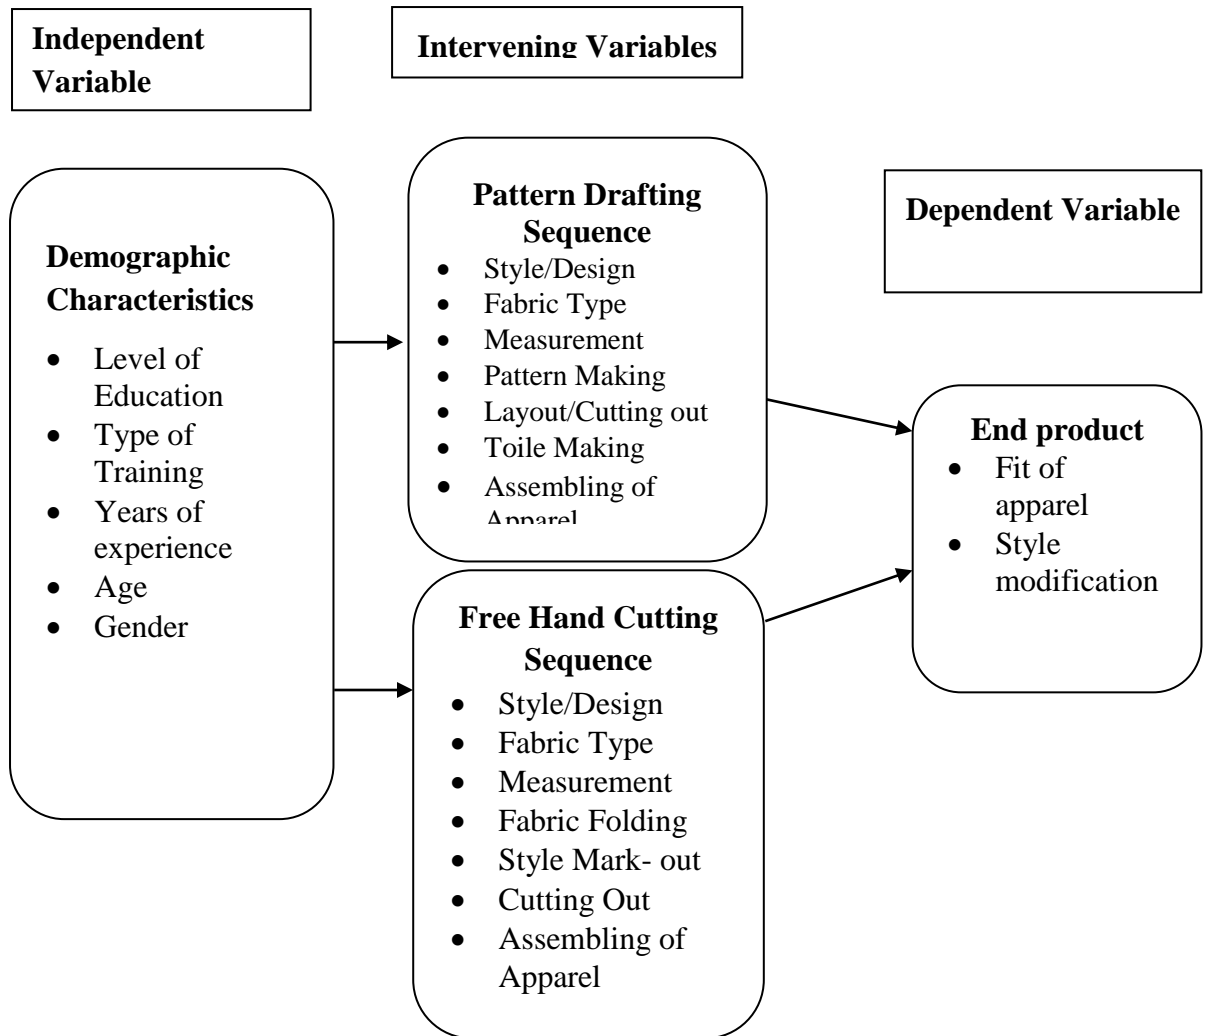 Independent
Variable
Intervening Variables
Demographic
Characteristics
• Level of
Education
• Type of
Training
• Years of
experience
• Age
• Gender
Pattern Drafting
Sequence
• Style/Design
• Fabric Type
• Measurement
• Pattern Making
• Layout/Cutting out
• Toile Making
• Assembling of
Apparel
Free Hand Cutting
Sequence
• Style/Design
• Fabric Type
• Measurement
• Fabric Folding
• Style Mark- out
• Cutting Out
• Assembling of
Apparel
Dependent Variable
End product
• Fit of
apparel
• Style
modification